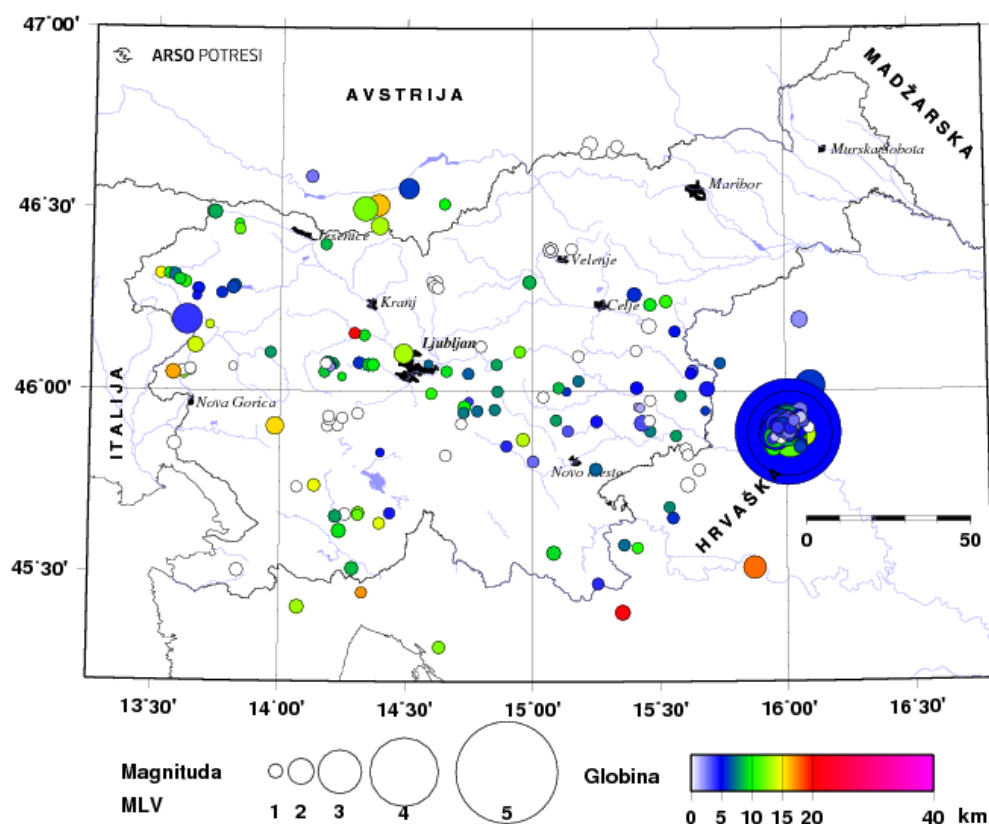 47˚00'
ARSO POTRESI
AVSTRIJA
MADŽARSKA
Murska Sobota
Maribor
46˚30'
Jesenice
Velenje
Kranj
Celje
Ljubljan
46˚00'
ITALIJA
Nova Gorica
Novo mesto
HRVAŠKA
0 50
45˚30'
13˚30' 14˚00' 14˚30' 15˚00' 15˚30' 16˚00' 16˚30'
Magnituda
MLV
1 2 3 4 5
Globina
0 5 10 15 20 40 km